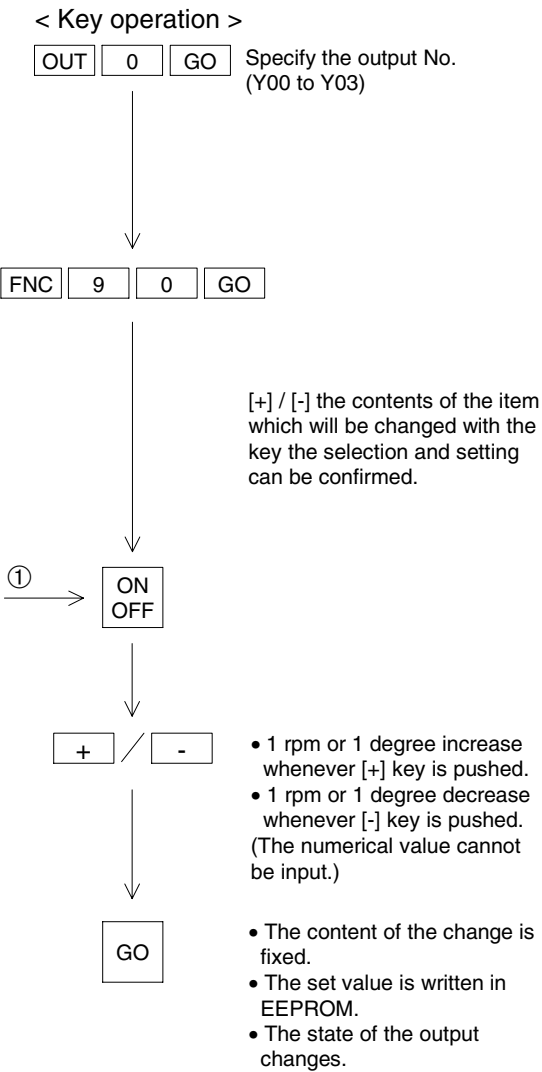 < Key operation >
OUT 0 GO Specify the output No.
(Y00 to Y03)
FNC 9 0 GO
[+] / [-] the contents of the item
which will be changed with the
key the selection and setting
can be confirmed.
①
ON
OFF
+ / -
• 1 rpm or 1 degree increase
whenever [+] key is pushed.
• 1 rpm or 1 degree decrease
whenever [-] key is pushed.
(The numerical value cannot
be input.)
GO
• The content of the change is
fixed.
• The set value is written in
EEPROM.
• The state of the output
changes.